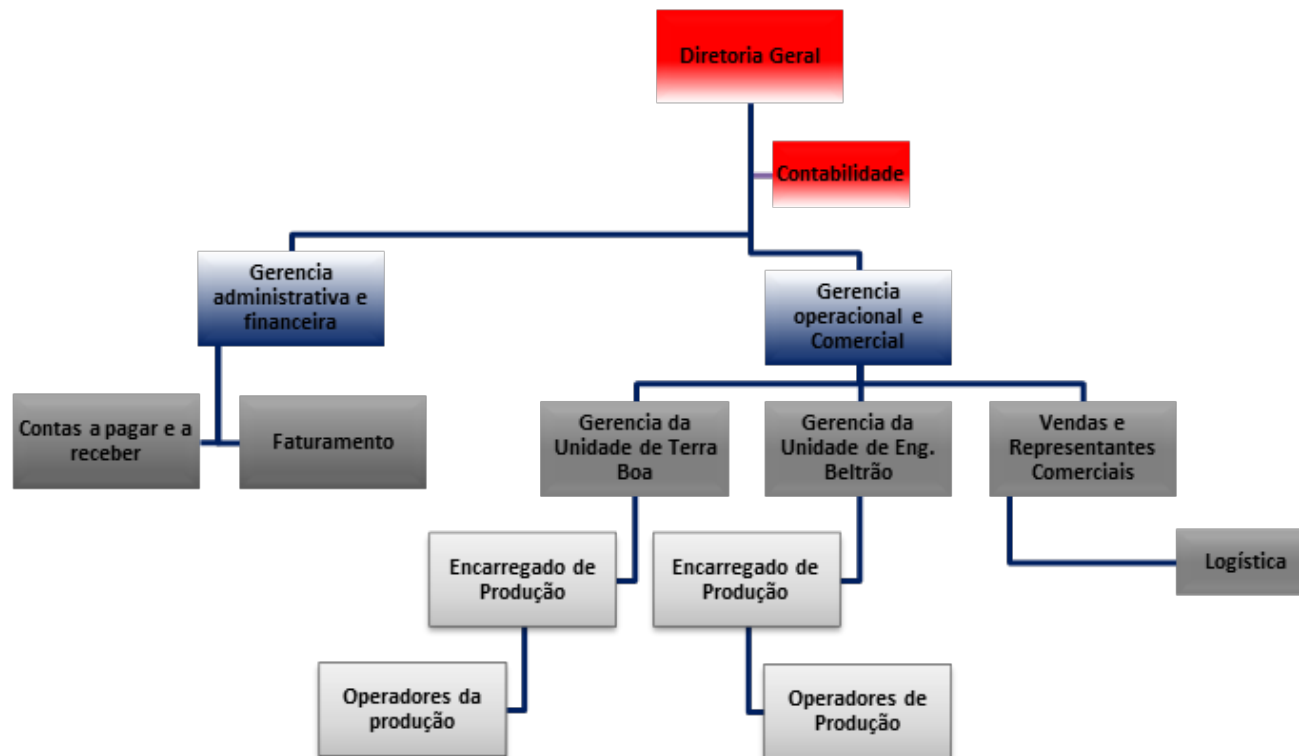 Diretoria Geral
Contabilidade
Gerencia
administrativa e
financeira
Gerencia
operacional e
Comercial
Contas a pagar e a
receber
Faturamento
Gerencia da
Unidade de Terra
Boa
Gerencia da
Unidade de Eng.
Beltrão
Vendas e
Representantes
Comerciais
Encarregado de
Produção
Encarregado de
Produção
Logística
Operadores da
produção
Operadores de
Produção